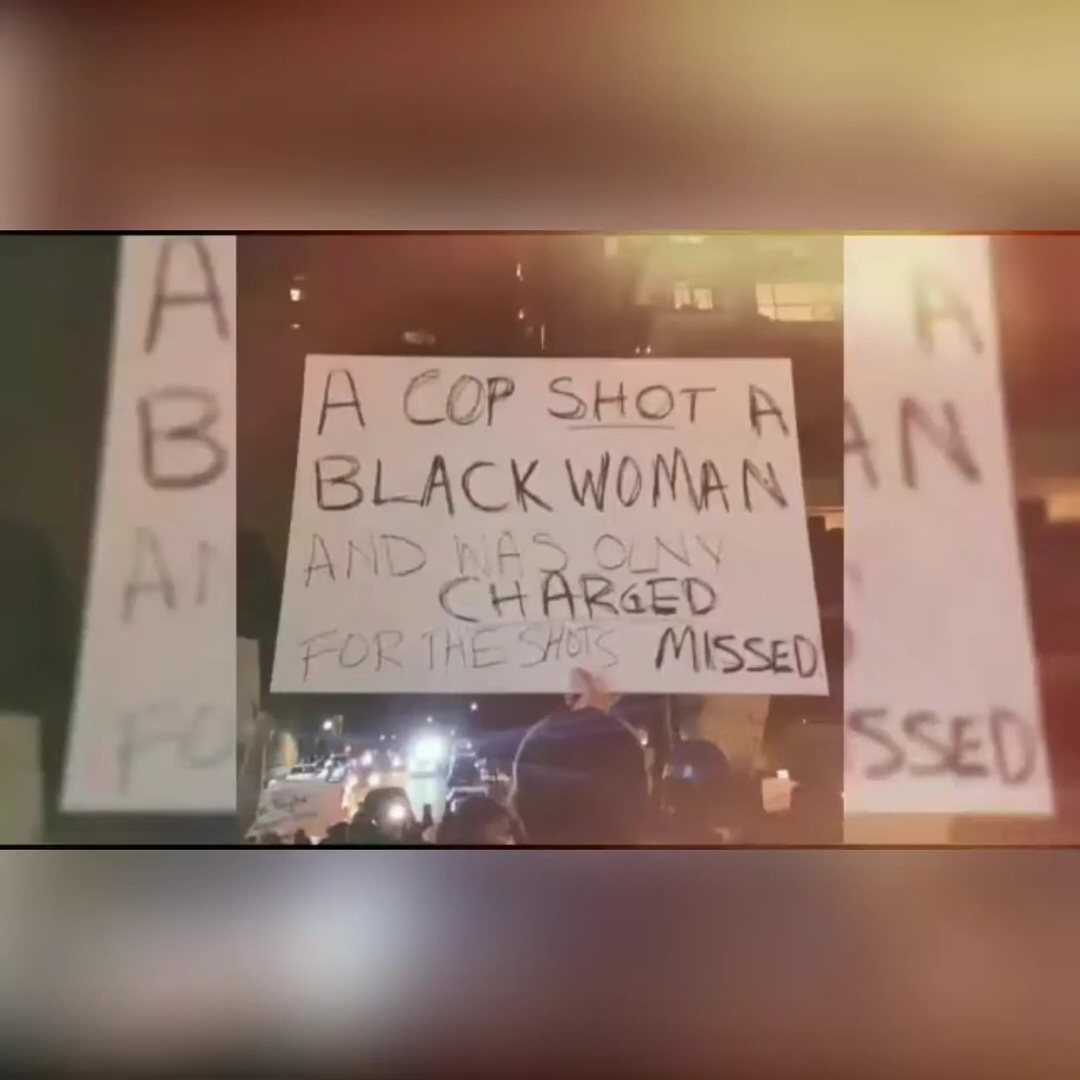 A COP SHOT A
BLACK WOMAN
AND WAS OLNY
CHARGED
FOR THE SHOTS MISSED.